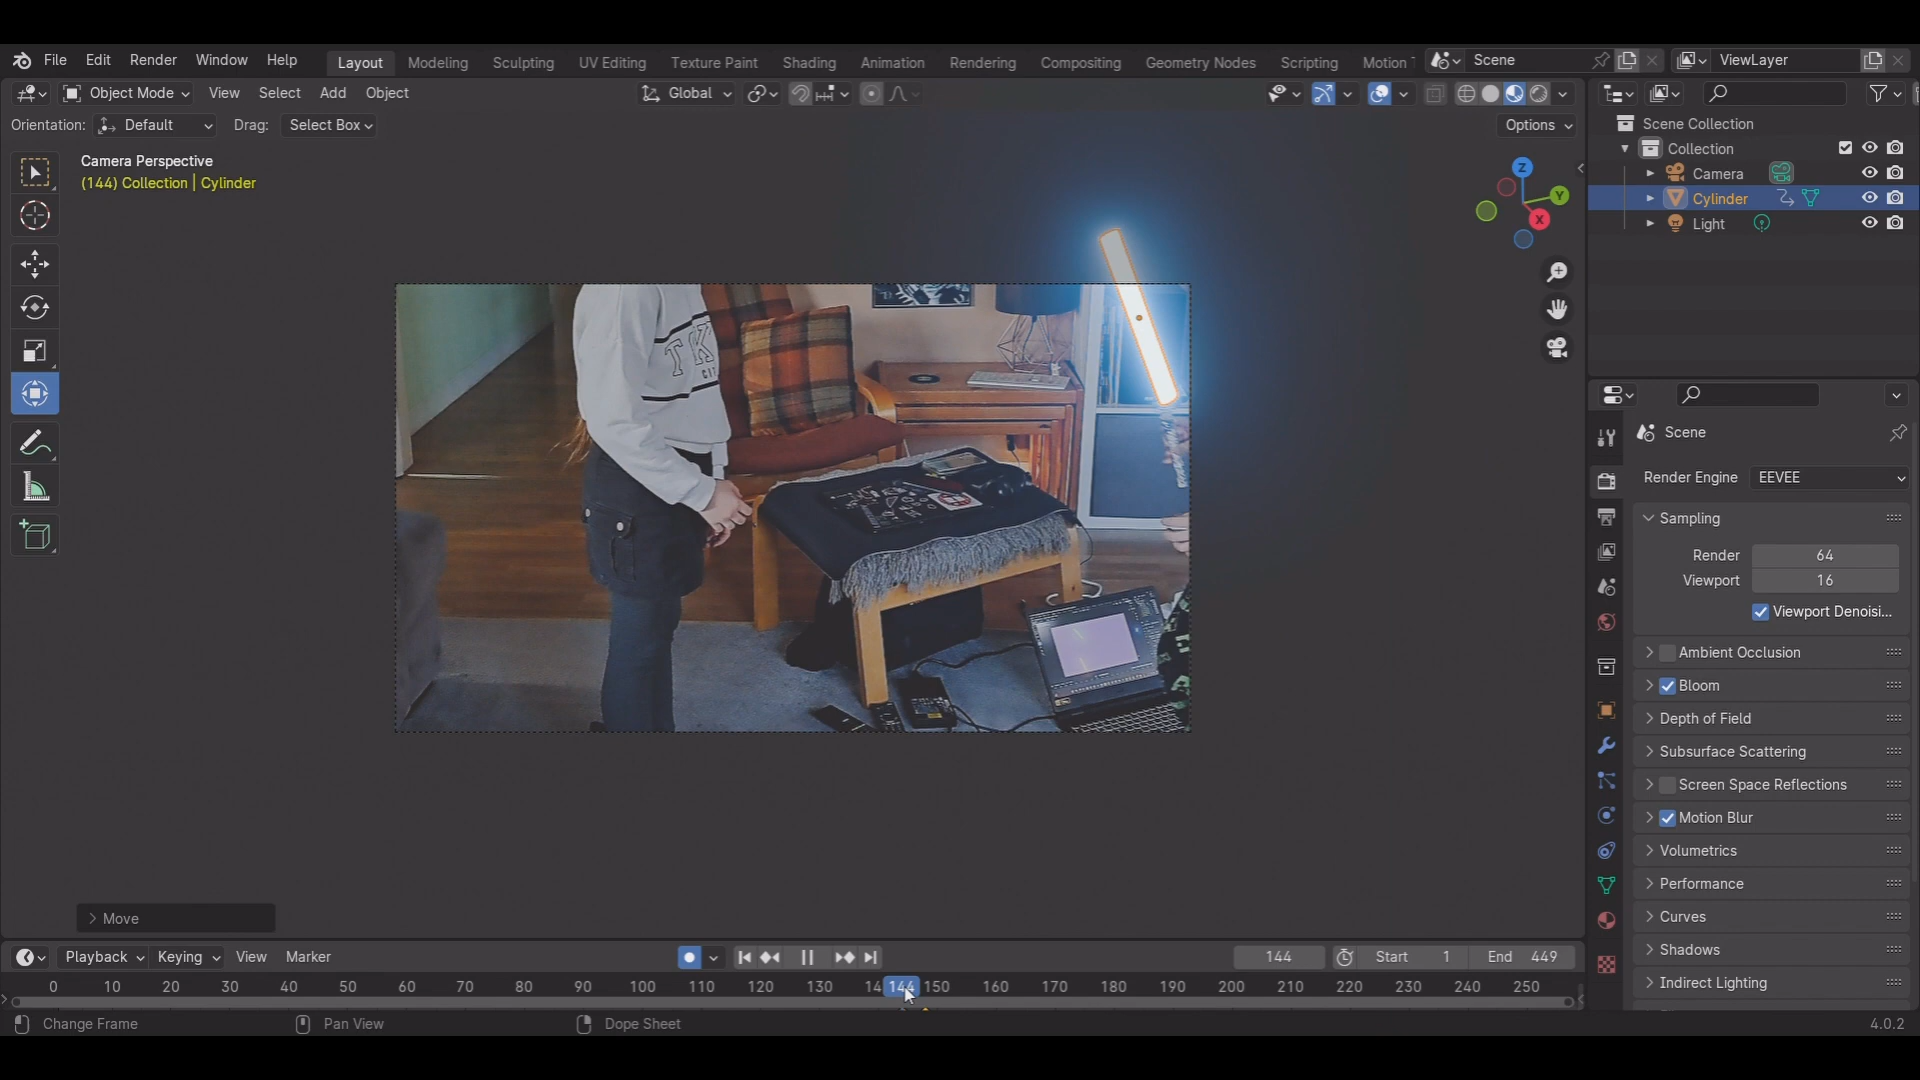 File Edit Render Window Help Layout Modeling Sculpting UV Editing Texture Paint Shading Animation Rendering Compositing Geometry Nodes Scripting Motion Scene ViewLayer
Object Mode View Select Add Object Global
Orientation: Default Drag: Select Box Options
Camera Perspective
(144) Collection | Cylinder
Z
Y
X
TK
CIT
Scene Collection
Collection
Camera
Cylinder
Light
Scene
Render Engine EEVEE
Sampling
Render 64
Viewport 16
Viewport Denoisi...
Ambient Occlusion
Bloom
Depth of Field
Subsurface Scattering
Screen Space Reflections
Motion Blur
Volumetrics
Performance
Curves
Shadows
Indirect Lighting
Move
Playback Keying View Marker 144 Start 1 End 449
0 10 20 30 40 50 60 70 80 90 100 110 120 130 14 144 150 160 170 180 190 200 210 220 230 240 250
Change Frame Pan View Dope Sheet 4.0.2